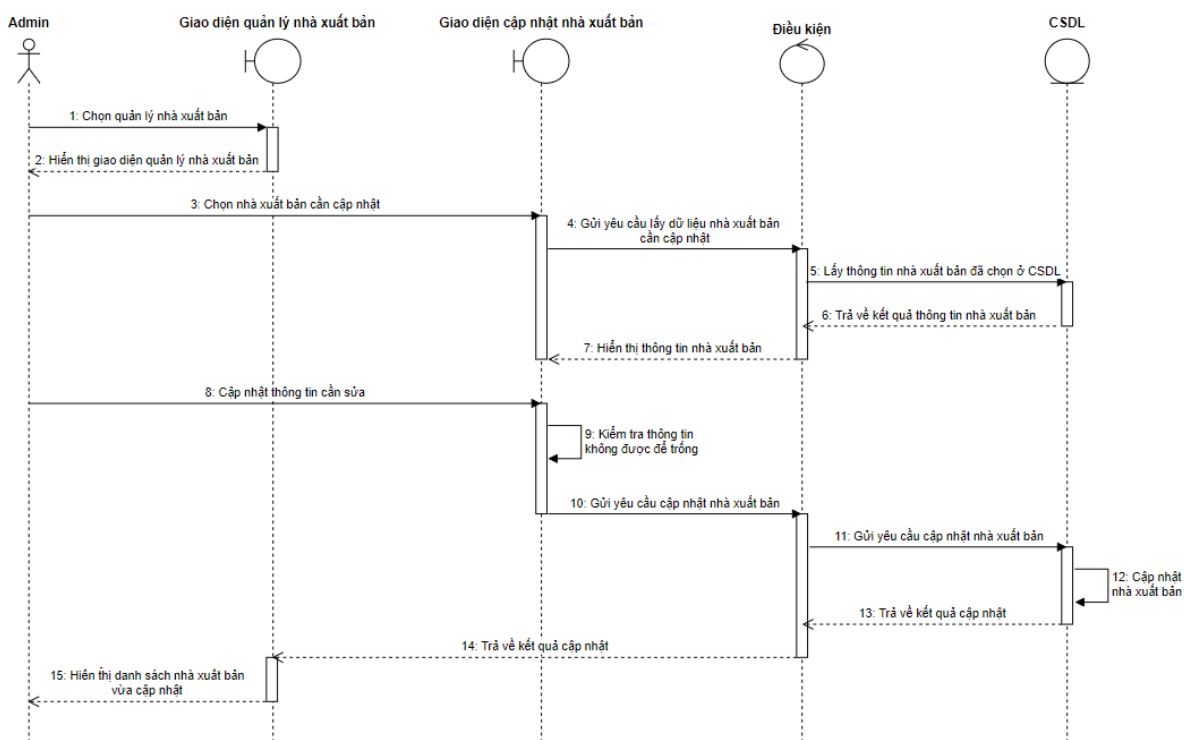 Admin
Giao diện quản lý nhà xuất bản
Giao diện cập nhật nhà xuất bản
Điều kiện
CSDL
1: Chọn quản lý nhà xuất bản
2: Hiển thị giao diện quản lý nhà xuất bản
3: Chọn nhà xuất bản cần cập nhật
4: Gửi yêu cầu lấy dữ liệu nhà xuất bản
cần cập nhật
5: Lấy thông tin nhà xuất bản đã chọn ở CSDL
6: Trả về kết quả thông tin nhà xuất bản
7: Hiển thị thông tin nhà xuất bản
8: Cập nhật thông tin cần sửa
9: Kiểm tra thông tin
không được để trống
10: Gửi yêu cầu cập nhật nhà xuất bản
11: Gửi yêu cầu cập nhật nhà xuất bản
12: Cập nhật
nhà xuất bản
13: Trả về kết quả cập nhật
14: Trả về kết quả cập nhật
15: Hiển thị danh sách nhà xuất bản
vừa cập nhật